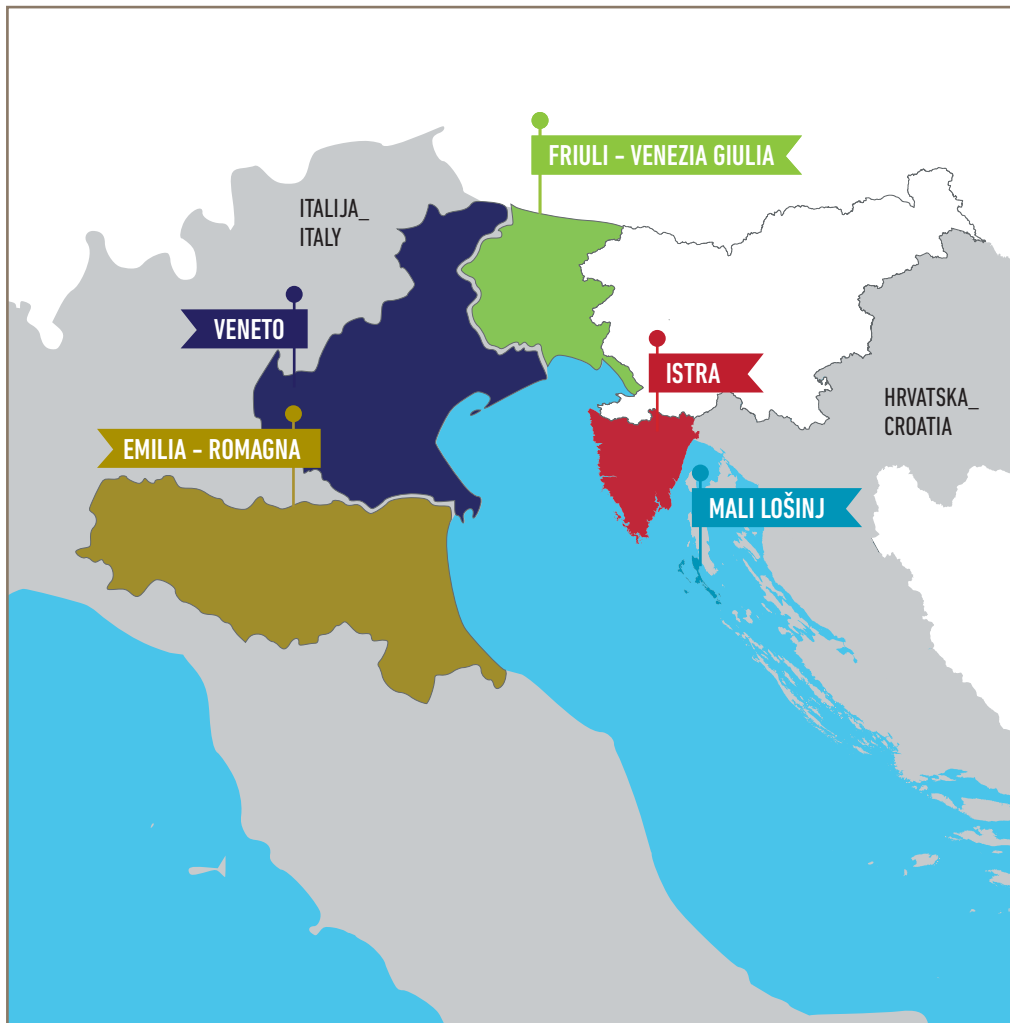 FRIULI - VENEZIA GIULIA
ITALIJA_
ITALY
VENETO
ISTRA
HRVATSKA_
CROATIA
EMILIA - ROMAGNA
MALI LOŠINJ